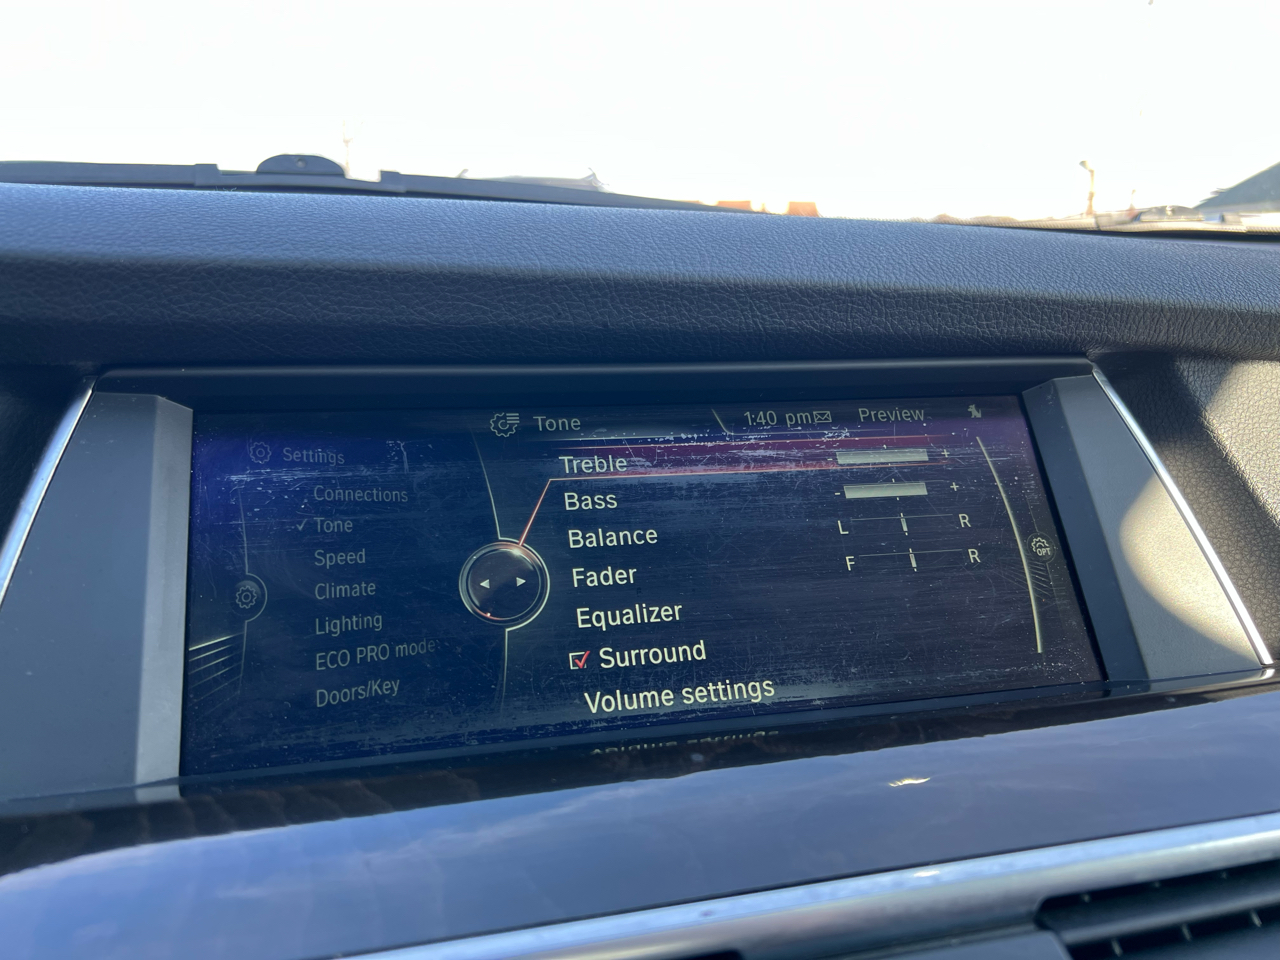 Tone 1:40 pm Preview
Settings
Connections
Tone
Speed
Climate
Lighting
ECO PRO mode
Doors/Key
Treble +
Bass - +
Balance L R
Fader F R
Equalizer
Surround
Volume settings
OPT